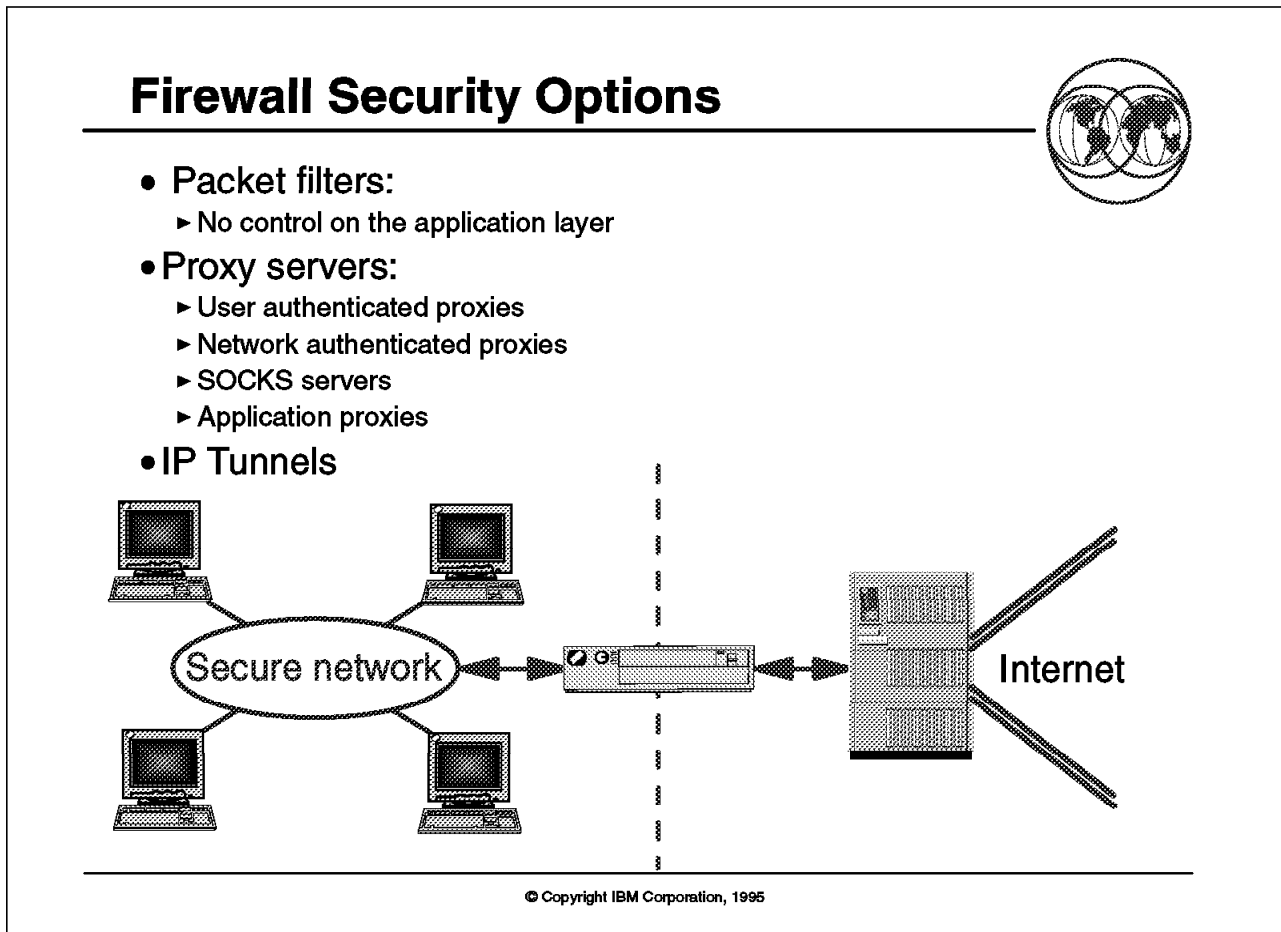 Firewall Security Options
• Packet filters:
► No control on the application layer
• Proxy servers:
► User authenticated proxies
► Network authenticated proxies
► SOCKS servers
► Application proxies
• IP Tunnels
Secure network
Internet
© Copyright IBM Corporation, 1995